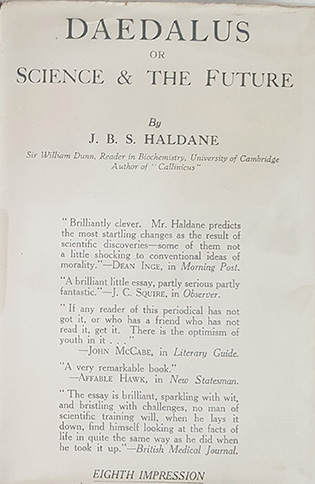 DAEDALUS
OR
SCIENCE & THE FUTURE
By
J. B. S. HALDANE
Sir William Dunn, Reader in Biochemistry, University of Cambridge
Author of "Callinicus"
"Brilliantly clever. Mr. Haldane predicts
the most startling changes as the result of
scientific discoveries—some of them not
a little shocking to conventional ideas of
morality."—DEAN INGE, in Morning Post.
"A brilliant little essay, partly serious partly
fantastic."—J. C. SQUIRE, in Observer.
"If any reader of this periodical has not
got it, or who has a friend who has not
read it, get it. There is the optimism of
youth in it . . ."
—JOHN MCCABE, in Literary Guide.
"A very remarkable book."
—AFFABLE HAWK, in New Statesman.
"The essay is brilliant, sparkling with wit,
and bristling with challenges, no man of
scientific training will, when he lays it
down, find himself looking at the facts of
life in quite the same way as he did when
he took it up."—British Medical Journal.
EIGHTH IMPRESSION